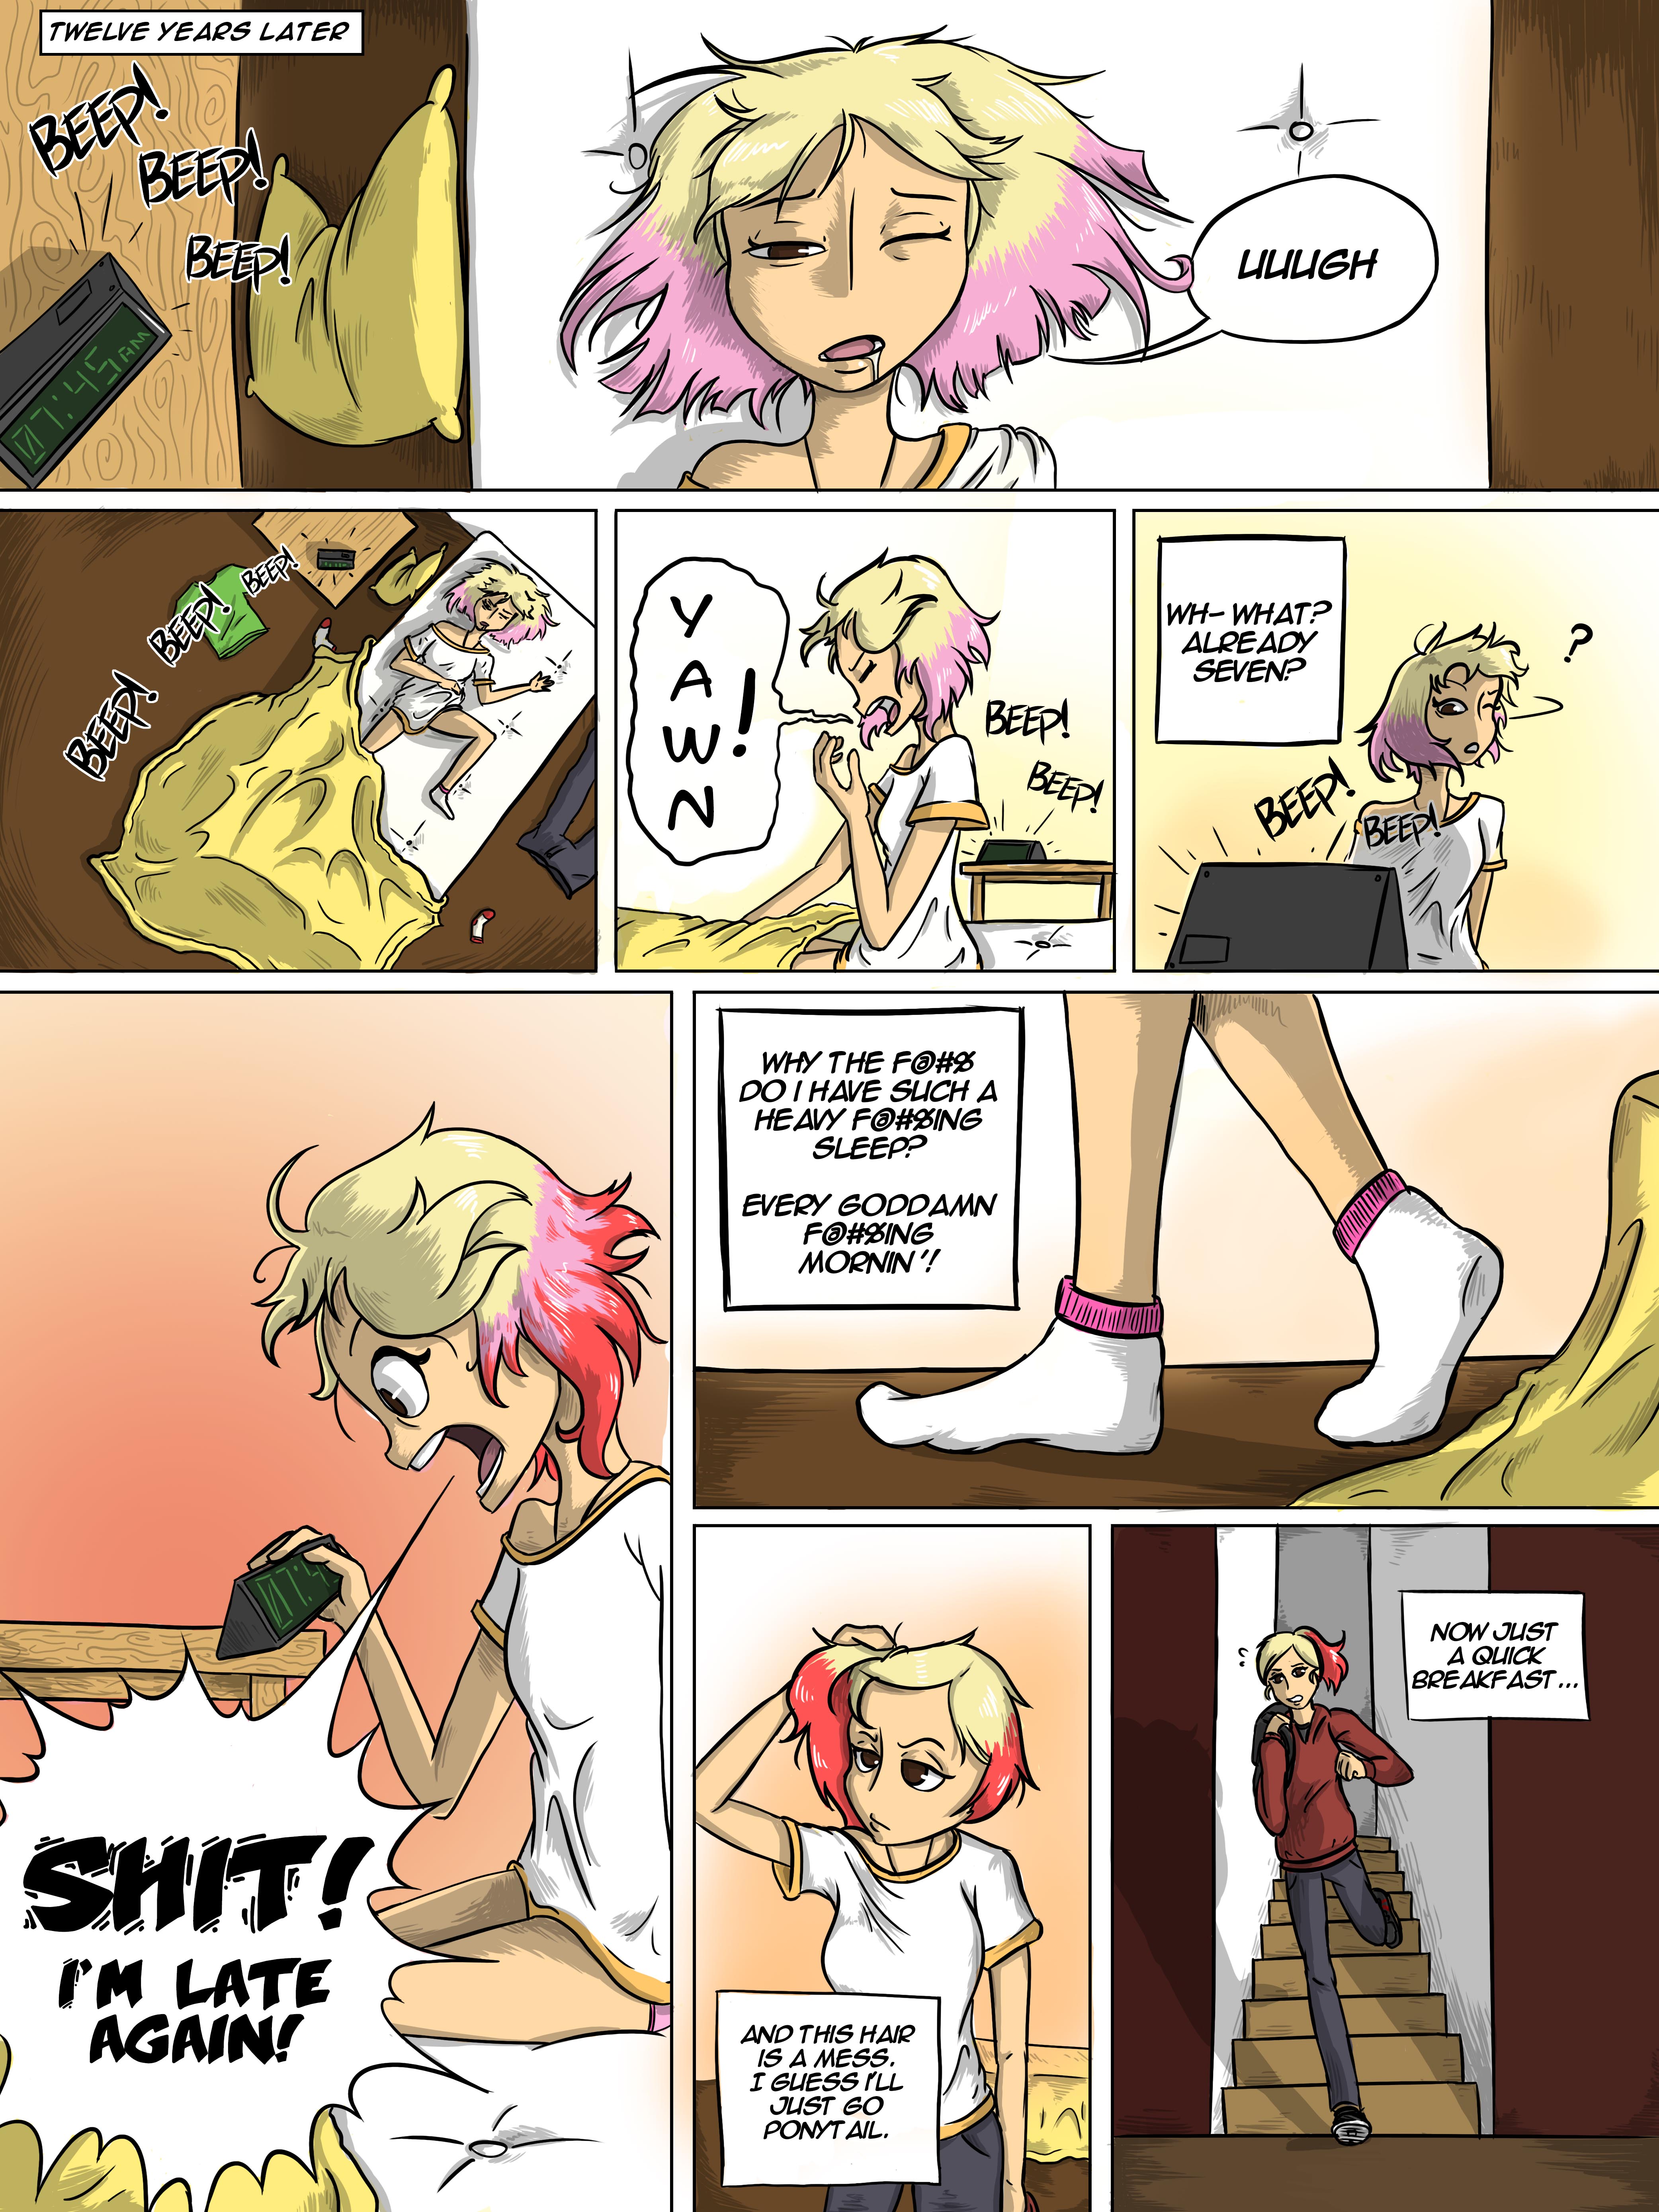 TWELVE YEARS LATER
BEEP!
BEEP!
BEEP!
07:45 AM
UUUGH
BEEP!
BEEP!
BEEP!
YAWN!
BEEP!
BEEP!
WH- WHAT?
ALREADY
SEVEN?
?
BEEP!
BEEP!
SHIT!
I'M LATE
AGAIN!
WHY THE F@#%
DO I HAVE SUCH A
HEAVY F@#%ING
SLEEP?
EVERY GODDAMN
F@#%ING
MORNIN'!
AND THIS HAIR
IS A MESS.
I GUESS I'LL
JUST GO
PONYTAIL.
NOW JUST
A QUICK
BREAKFAST...